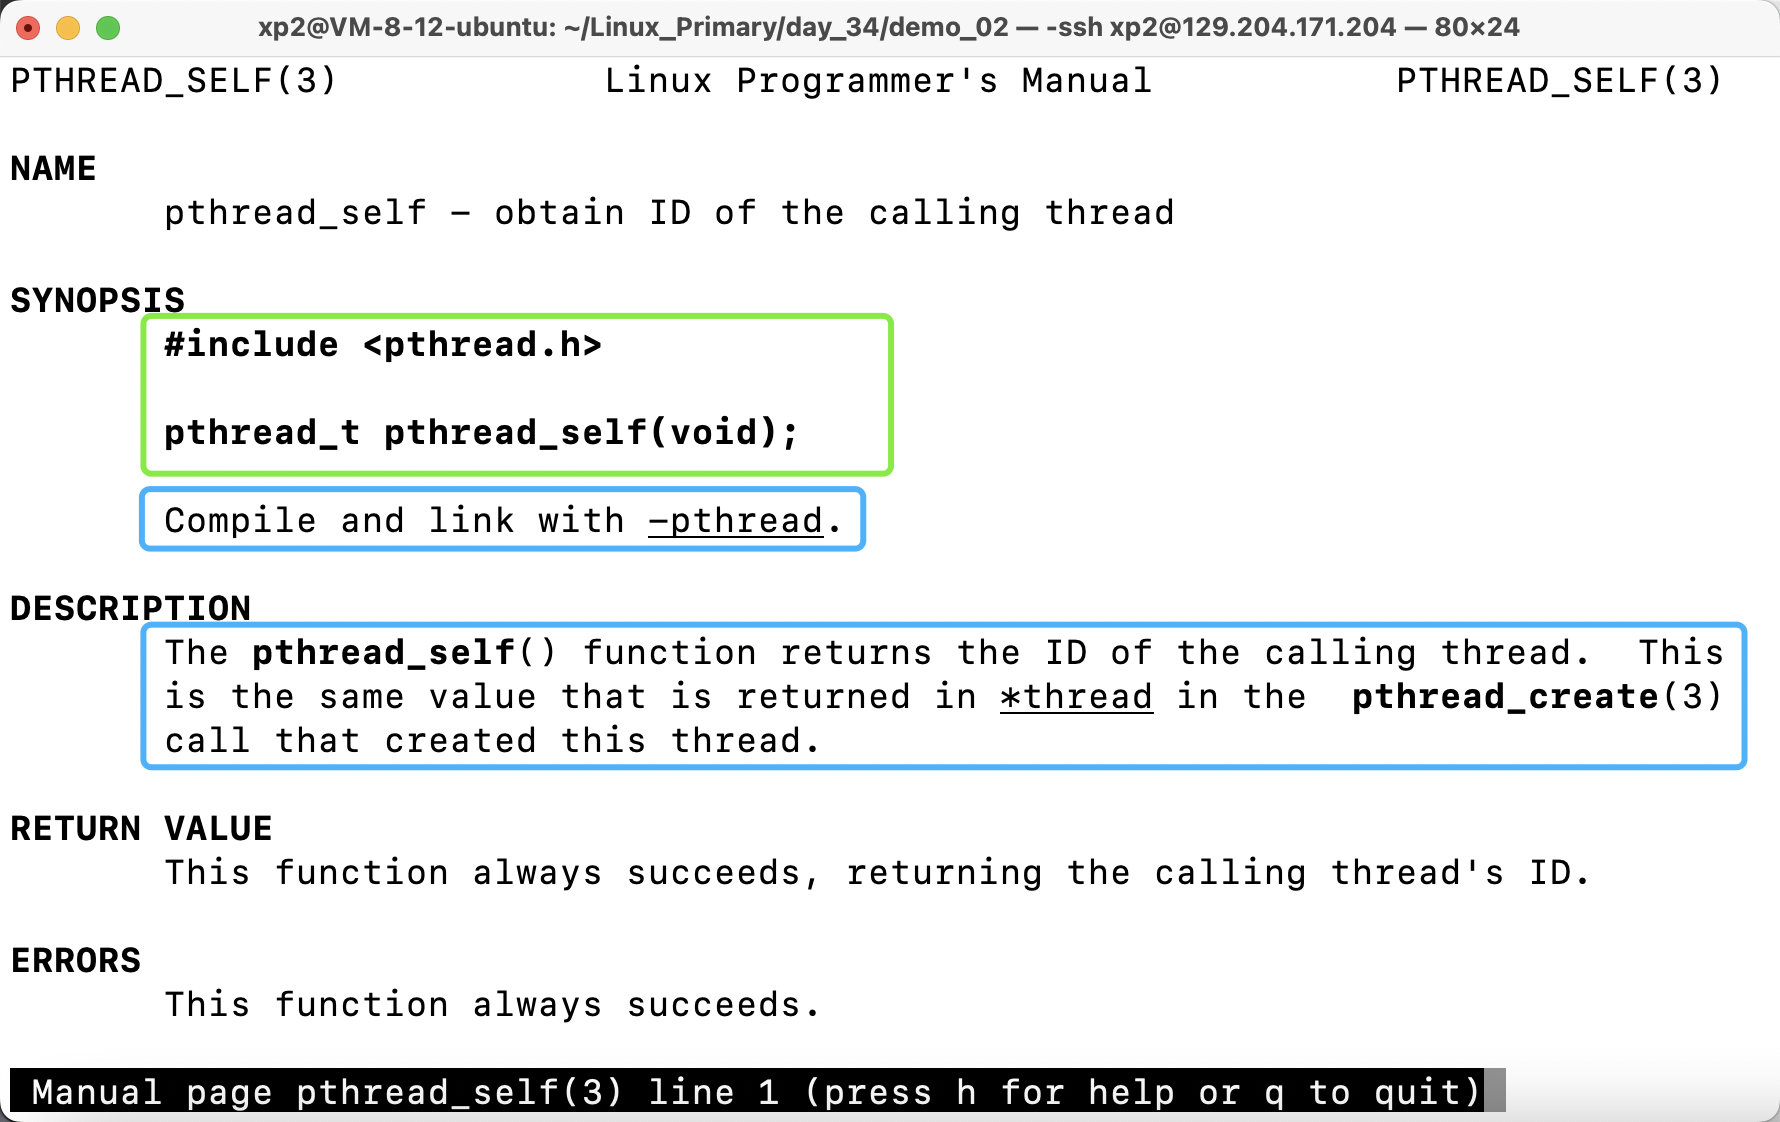 xp2@VM-8-12-ubuntu: ~/Linux_Primary/day_34/demo_02 — -ssh xp2@129.204.171.204 — 80×24
PTHREAD_SELF(3) Linux Programmer's Manual PTHREAD_SELF(3)
NAME
pthread_self – obtain ID of the calling thread
SYNOPSIS
#include <pthread.h>
pthread_t pthread_self(void);
Compile and link with -pthread.
DESCRIPTION
The pthread_self() function returns the ID of the calling thread. This
is the same value that is returned in *thread in the pthread_create(3)
call that created this thread.
RETURN VALUE
This function always succeeds, returning the calling thread's ID.
ERRORS
This function always succeeds.
Manual page pthread_self(3) line 1 (press h for help or q to quit)